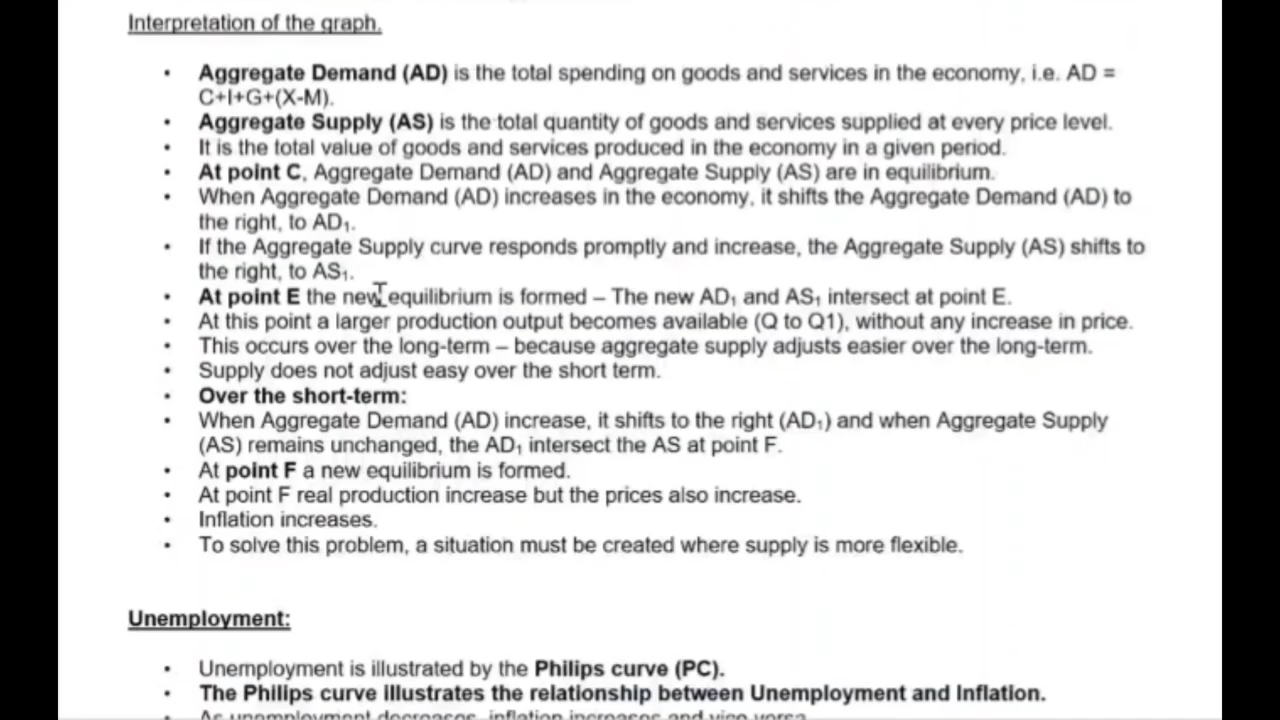 Interpretation of the graph.
• Aggregate Demand (AD) is the total spending on goods and services in the economy, i.e. AD =
C+I+G+(X-M).
• Aggregate Supply (AS) is the total quantity of goods and services supplied at every price level.
• It is the total value of goods and services produced in the economy in a given period.
• At point C, Aggregate Demand (AD) and Aggregate Supply (AS) are in equilibrium.
• When Aggregate Demand (AD) increases in the economy, it shifts the Aggregate Demand (AD) to
the right, to AD₁.
• If the Aggregate Supply curve responds promptly and increase, the Aggregate Supply (AS) shifts to
the right, to AS₁.
• At point E the new equilibrium is formed – The new AD₁ and AS₁ intersect at point E.
• At this point a larger production output becomes available (Q to Q1), without any increase in price.
• This occurs over the long-term – because aggregate supply adjusts easier over the long-term.
• Supply does not adjust easy over the short term.
• Over the short-term:
• When Aggregate Demand (AD) increase, it shifts to the right (AD₁) and when Aggregate Supply
(AS) remains unchanged, the AD₁ intersect the AS at point F.
• At point F a new equilibrium is formed.
• At point F real production increase but the prices also increase.
• Inflation increases.
• To solve this problem, a situation must be created where supply is more flexible.
Unemployment:
• Unemployment is illustrated by the Philips curve (PC).
• The Philips curve illustrates the relationship between Unemployment and Inflation.
• As unemployment decreases, inflation increases and vice versa